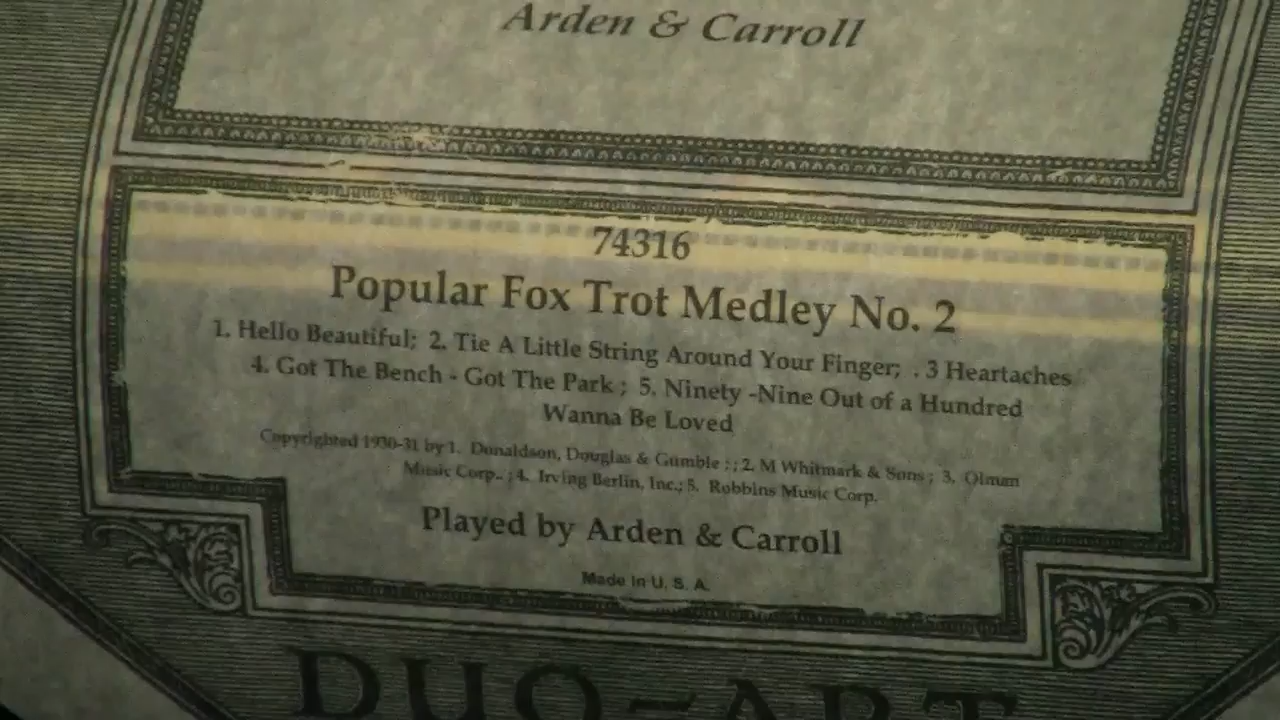 Arden & Carroll
74316
Popular Fox Trot Medley No. 2
1. Hello Beautiful; 2. Tie A Little String Around Your Finger; . 3 Heartaches
4. Got The Bench - Got The Park ; 5. Ninety -Nine Out of a Hundred
Wanna Be Loved
Copyrighted 1930-31 by 1. Donaldson, Douglas & Gumble ; ; 2. M Whitmark & Sons ; 3. Olman
Music Corp.. ; 4. Irving Berlin, Inc.; 5. Robbins Music Corp.
Played by Arden & Carroll
Made in U. S. A.
DUO-ART